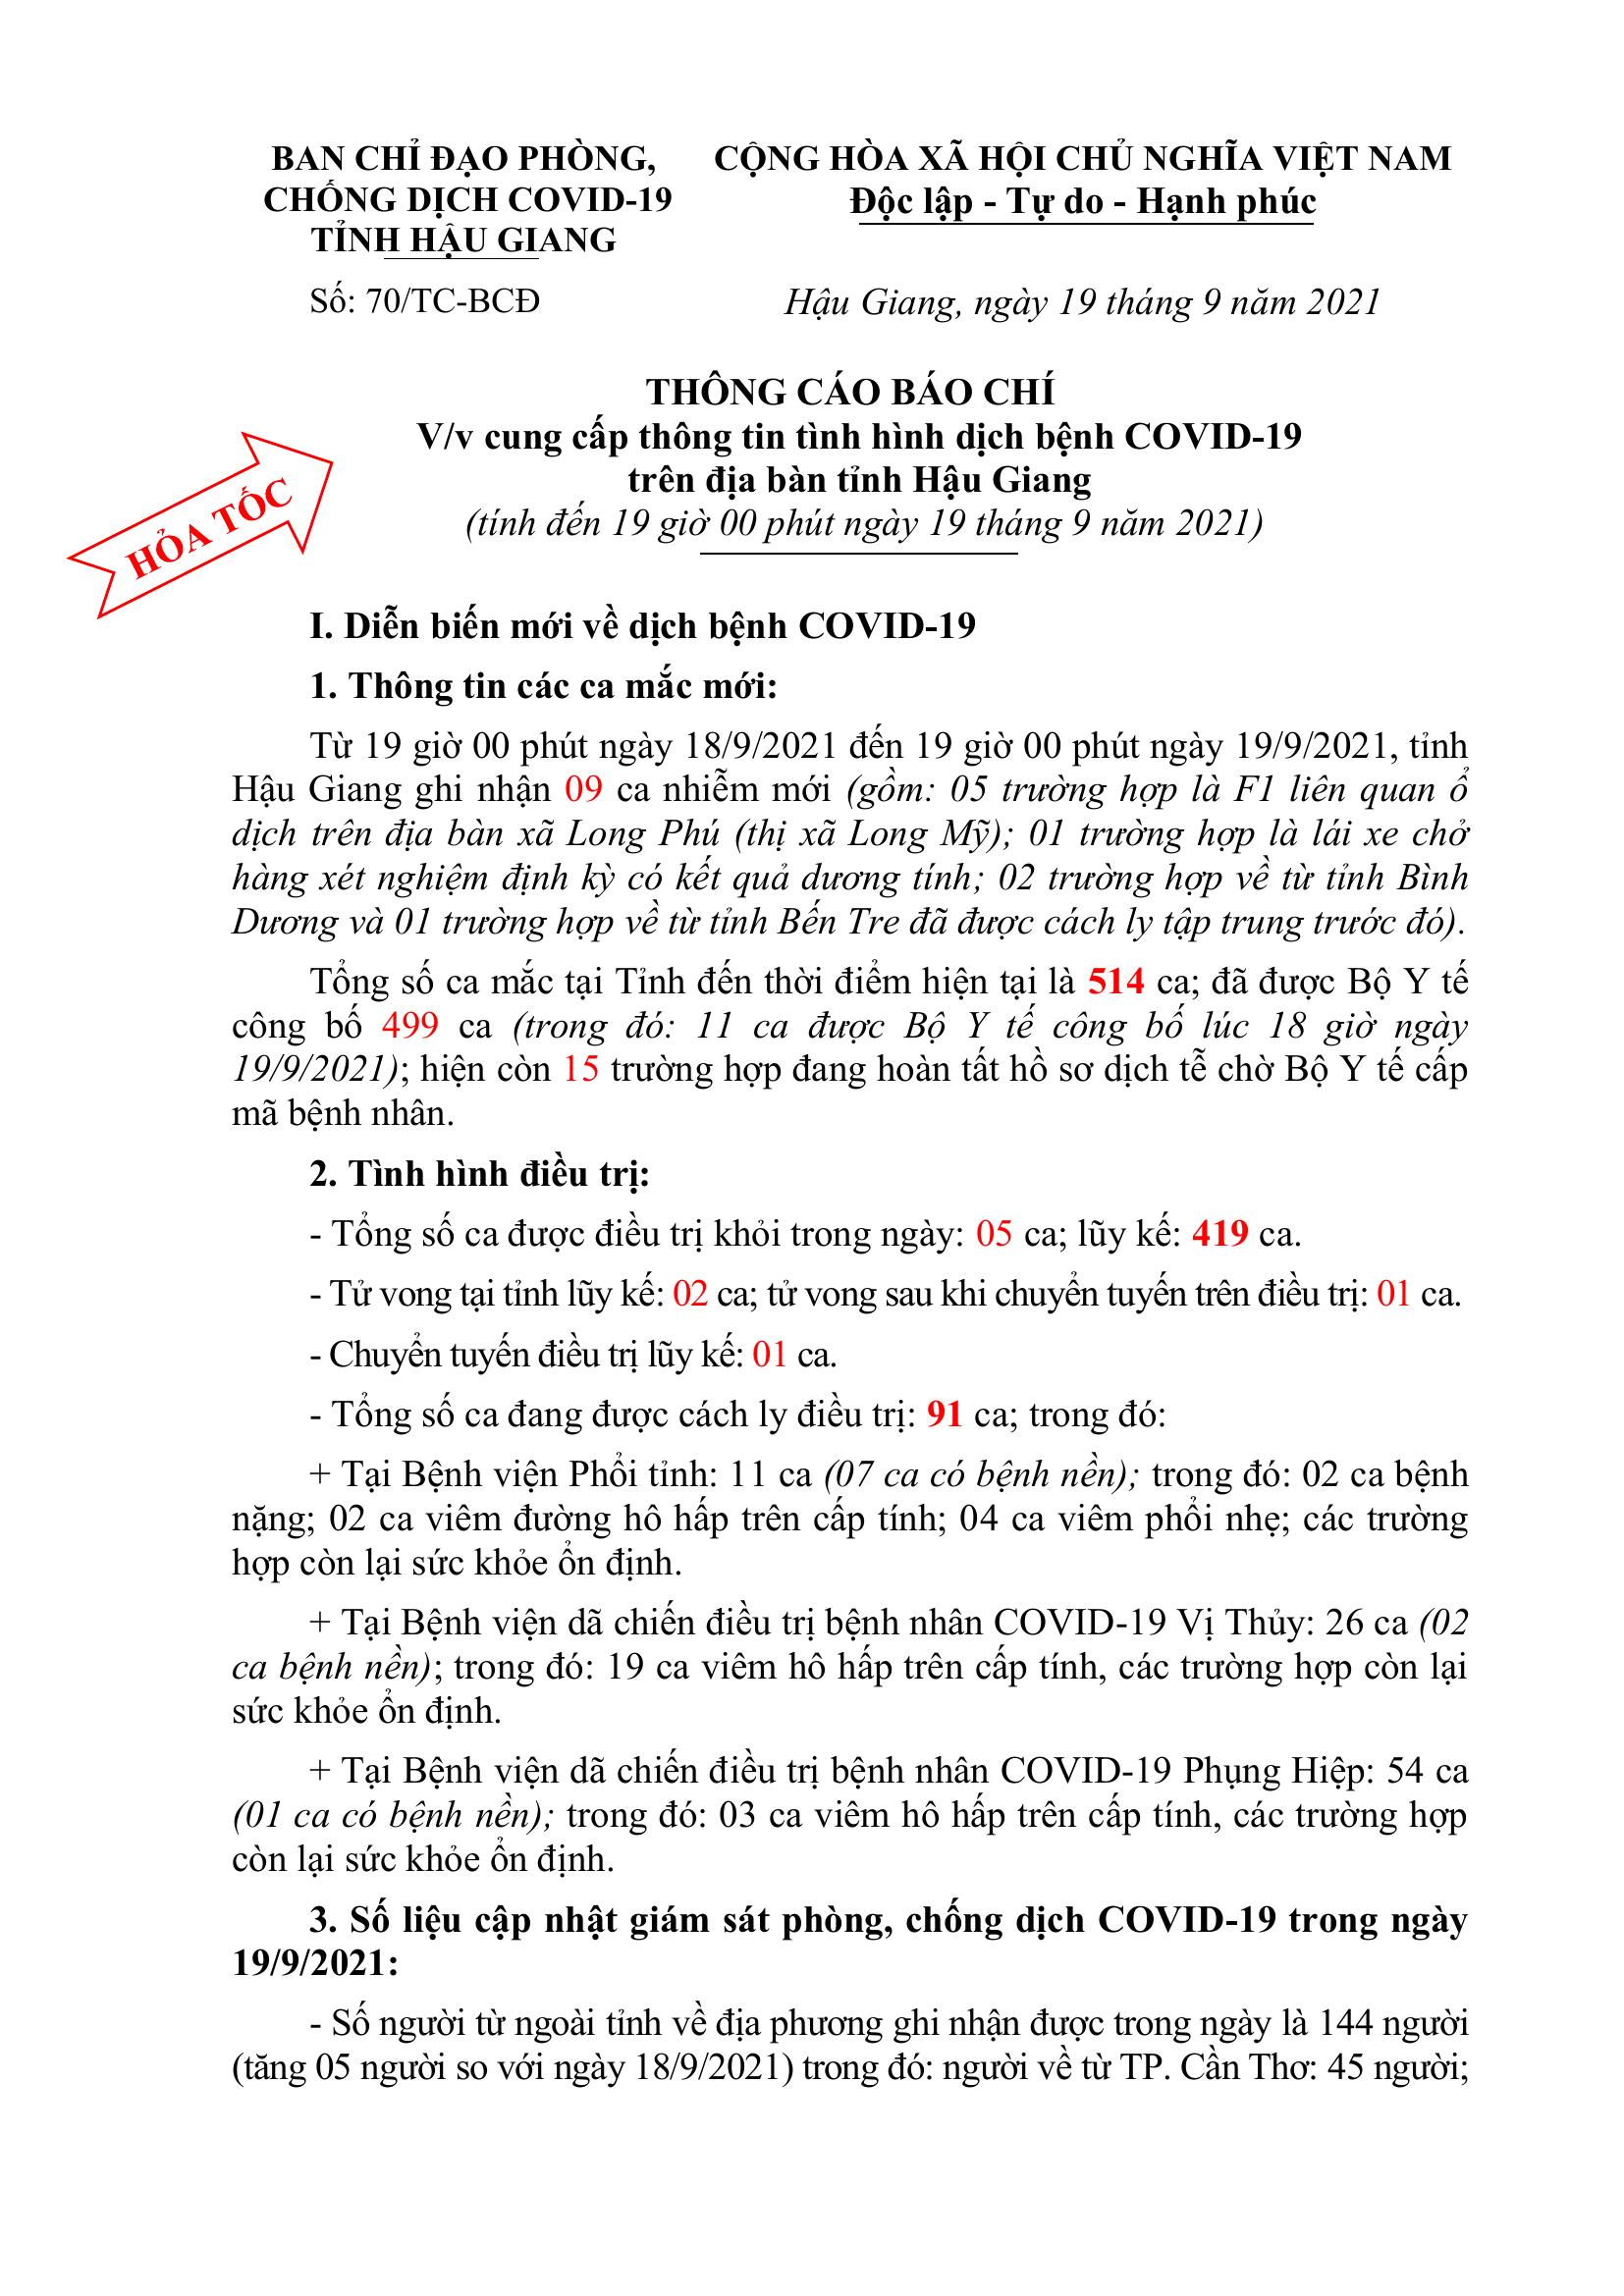 BAN CHỈ ĐẠO PHÒNG,
CHỐNG DỊCH COVID-19
TỈNH HẬU GIANG
CỘNG HÒA XÃ HỘI CHỦ NGHĨA VIỆT NAM
Độc lập - Tự do - Hạnh phúc
Số: 70/TC-BCĐ
Hậu Giang, ngày 19 tháng 9 năm 2021
THÔNG CÁO BÁO CHÍ
V/v cung cấp thông tin tình hình dịch bệnh COVID-19
trên địa bàn tỉnh Hậu Giang
(tính đến 19 giờ 00 phút ngày 19 tháng 9 năm 2021)
HỎA TỐC
I. Diễn biến mới về dịch bệnh COVID-19
1. Thông tin các ca mắc mới:
Từ 19 giờ 00 phút ngày 18/9/2021 đến 19 giờ 00 phút ngày 19/9/2021, tỉnh
Hậu Giang ghi nhận 09 ca nhiễm mới (gồm: 05 trường hợp là F1 liên quan ổ
dịch trên địa bàn xã Long Phú (thị xã Long Mỹ); 01 trường hợp là lái xe chở
hàng xét nghiệm định kỳ có kết quả dương tính; 02 trường hợp về từ tỉnh Bình
Dương và 01 trường hợp về từ tỉnh Bến Tre đã được cách ly tập trung trước đó).
Tổng số ca mắc tại Tỉnh đến thời điểm hiện tại là 514 ca; đã được Bộ Y tế
công bố 499 ca (trong đó: 11 ca được Bộ Y tế công bố lúc 18 giờ ngày
19/9/2021); hiện còn 15 trường hợp đang hoàn tất hồ sơ dịch tễ chờ Bộ Y tế cấp
mã bệnh nhân.
2. Tình hình điều trị:
- Tổng số ca được điều trị khỏi trong ngày: 05 ca; lũy kế: 419 ca.
- Tử vong tại tỉnh lũy kế: 02 ca; tử vong sau khi chuyển tuyến trên điều trị: 01 ca.
- Chuyển tuyến điều trị lũy kế: 01 ca.
- Tổng số ca đang được cách ly điều trị: 91 ca; trong đó:
+ Tại Bệnh viện Phổi tỉnh: 11 ca (07 ca có bệnh nền); trong đó: 02 ca bệnh
nặng; 02 ca viêm đường hô hấp trên cấp tính; 04 ca viêm phổi nhẹ; các trường
hợp còn lại sức khỏe ổn định.
+ Tại Bệnh viện dã chiến điều trị bệnh nhân COVID-19 Vị Thủy: 26 ca (02
ca bệnh nền); trong đó: 19 ca viêm hô hấp trên cấp tính, các trường hợp còn lại
sức khỏe ổn định.
+ Tại Bệnh viện dã chiến điều trị bệnh nhân COVID-19 Phụng Hiệp: 54 ca
(01 ca có bệnh nền); trong đó: 03 ca viêm hô hấp trên cấp tính, các trường hợp
còn lại sức khỏe ổn định.
3. Số liệu cập nhật giám sát phòng, chống dịch COVID-19 trong ngày
19/9/2021:
- Số người từ ngoài tỉnh về địa phương ghi nhận được trong ngày là 144 người
(tăng 05 người so với ngày 18/9/2021) trong đó: người về từ TP. Cần Thơ: 45 người;